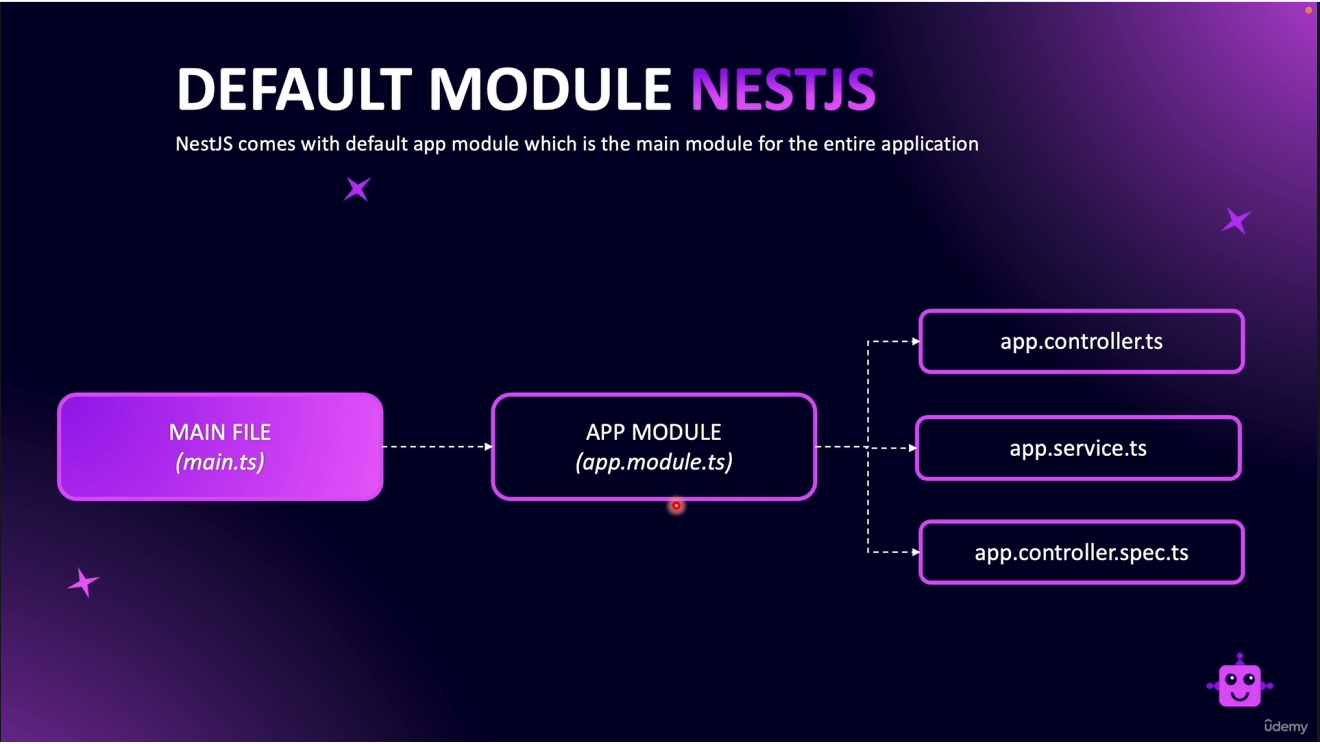 DEFAULT MODULE NESTJS
NestJS comes with default app module which is the main module for the entire application
MAIN FILE
(main.ts)
APP MODULE
(app.module.ts)
app.controller.ts
app.service.ts
app.controller.spec.ts
ûdemy